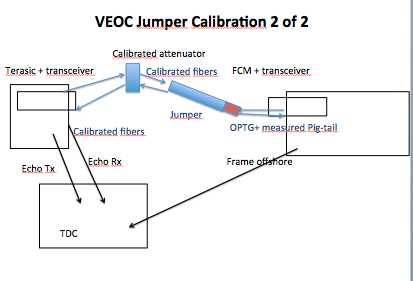 VEOC Jumper Calibration 2 of 2
Calibrated attenuator
Terasic + transceiver
Calibrated fibers
FCM + transceiver
Jumper
Calibrated fibers
OPTG+ measured Pig-tail
Echo Tx
Echo Rx
Frame offshore
TDC